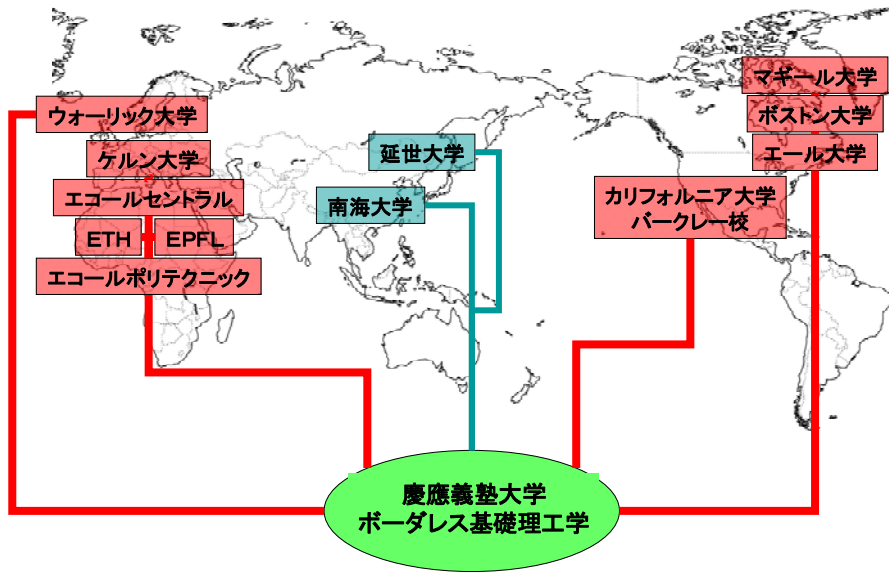 ウォーリック大学
ケルン大学
エコールセントラル
ETH
EPFL
エコールポリテクニック
延世大学
南海大学
マギール大学
ボストン大学
エール大学
カリフォルニア大学
バークレー校
慶應義塾大学
ボーダレス基礎理工学